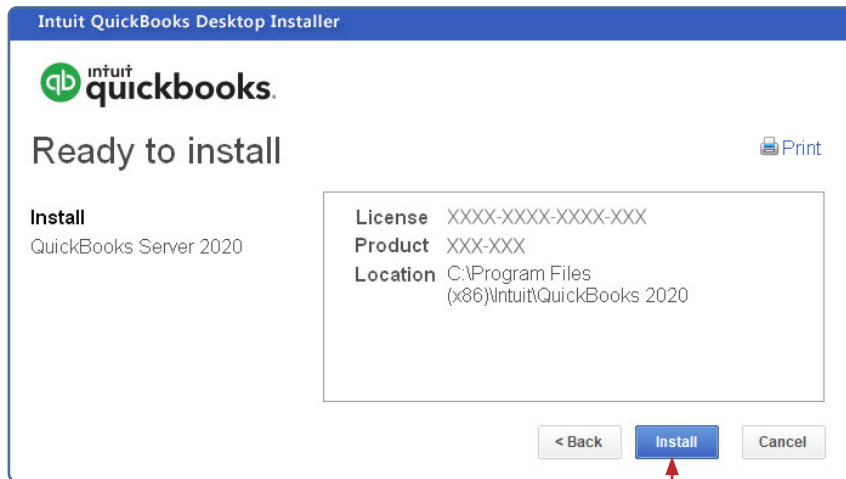 Intuit QuickBooks Desktop Installer
qb intuit quickbooks.
Ready to install
Print
Install
QuickBooks Server 2020
License XXXX-XXXX-XXXX-XXX
Product XXX-XXX
Location C:\Program Files
(x86)\Intuit\QuickBooks 2020
< Back Install Cancel